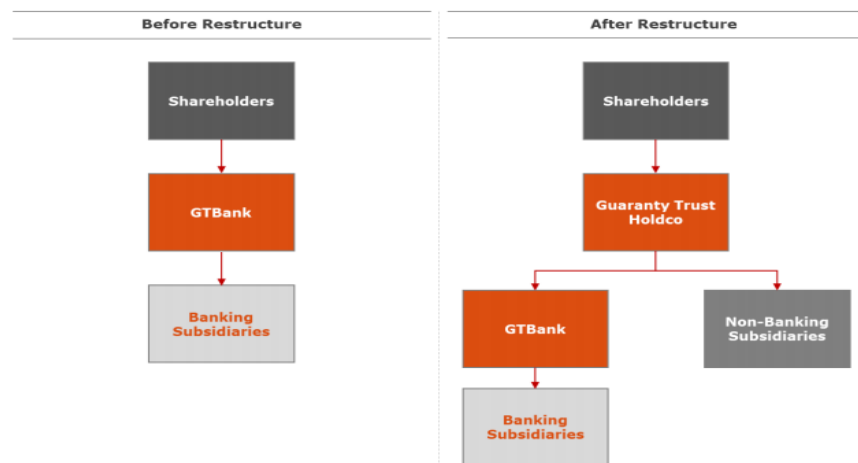 Before Restructure
Shareholders
GTBank
Banking
Subsidiaries
After Restructure
Shareholders
Guaranty Trust
Holdco
GTBank
Non-Banking
Subsidiaries
Banking
Subsidiaries